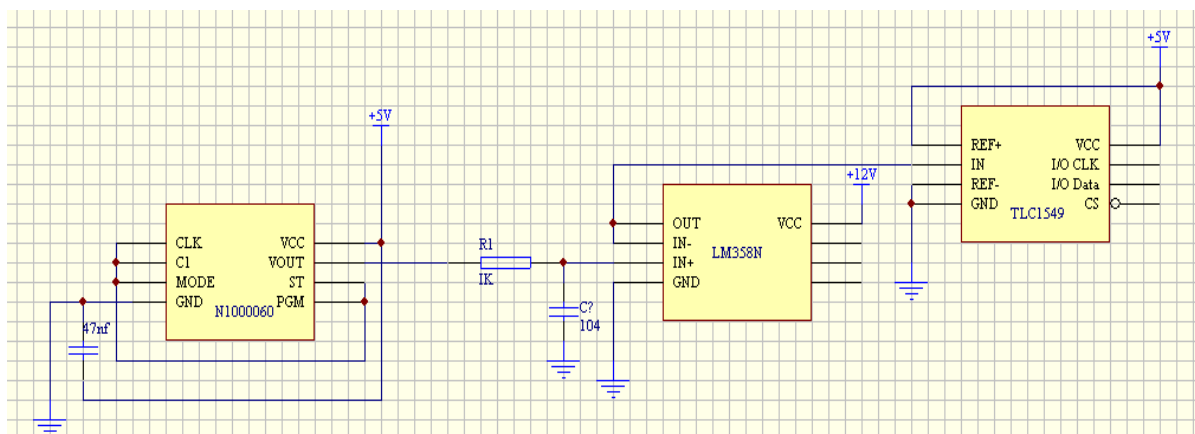 +5V
CLK
C1
MODE
GND
VCC
VOUT
ST
PGM
N1000060
47nf
R1
IK
C?
104
+12V
OUT
IN-
IN+
GND
VCC
LM358N
+5V
REF+
IN
REF-
GND
VCC
I/O CLK
I/O Data
CS
TLC1549